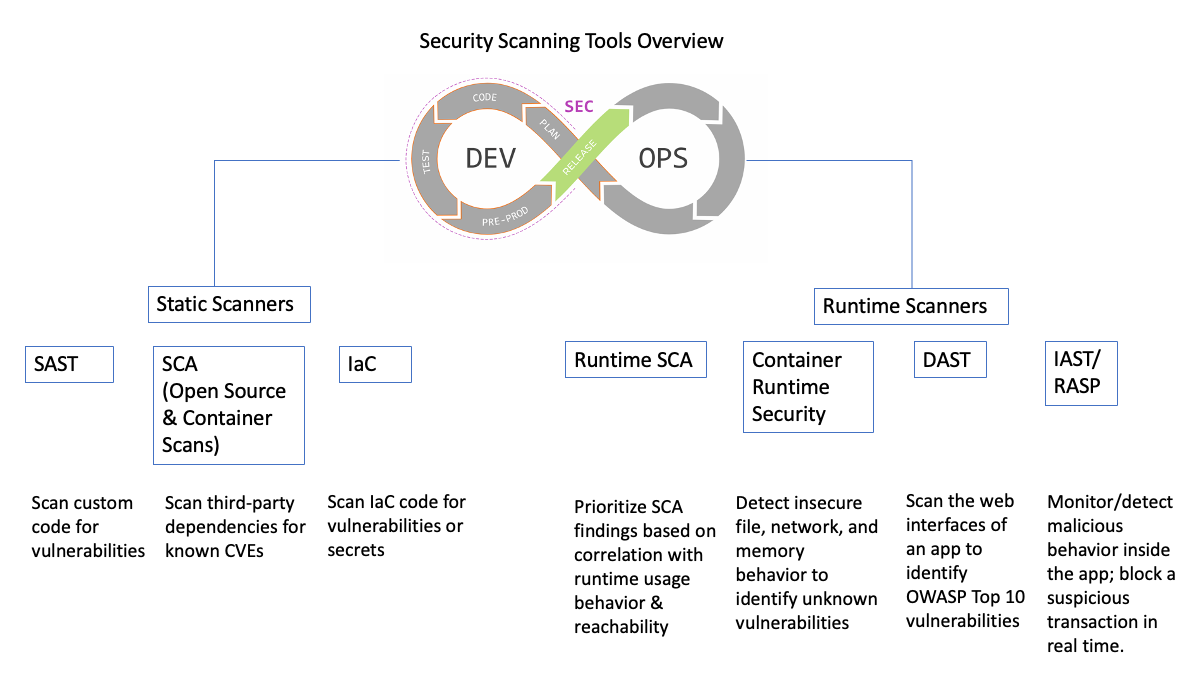 Security Scanning Tools Overview
CODE
SEC
PLAN
TEST
DEV
RELEASE
OPS
PRE-PROD
Static Scanners
Runtime Scanners
SAST
SCA
(Open Source
& Container
Scans)
IaC
Runtime SCA
Container
Runtime
Security
DAST
IAST/
RASP
Scan custom
code for
vulnerabilities
Scan third-party
dependencies for
known CVEs
Scan IaC code for
vulnerabilities or
secrets
Prioritize SCA
findings based on
correlation with
runtime usage
behavior &
reachability
Detect insecure
file, network, and
memory
behavior to
identify unknown
vulnerabilities
Scan the web
interfaces of
an app to
identify
OWASP Top 10
vulnerabilities
Monitor/detect
malicious
behavior inside
the app; block a
suspicious
transaction in
real time.